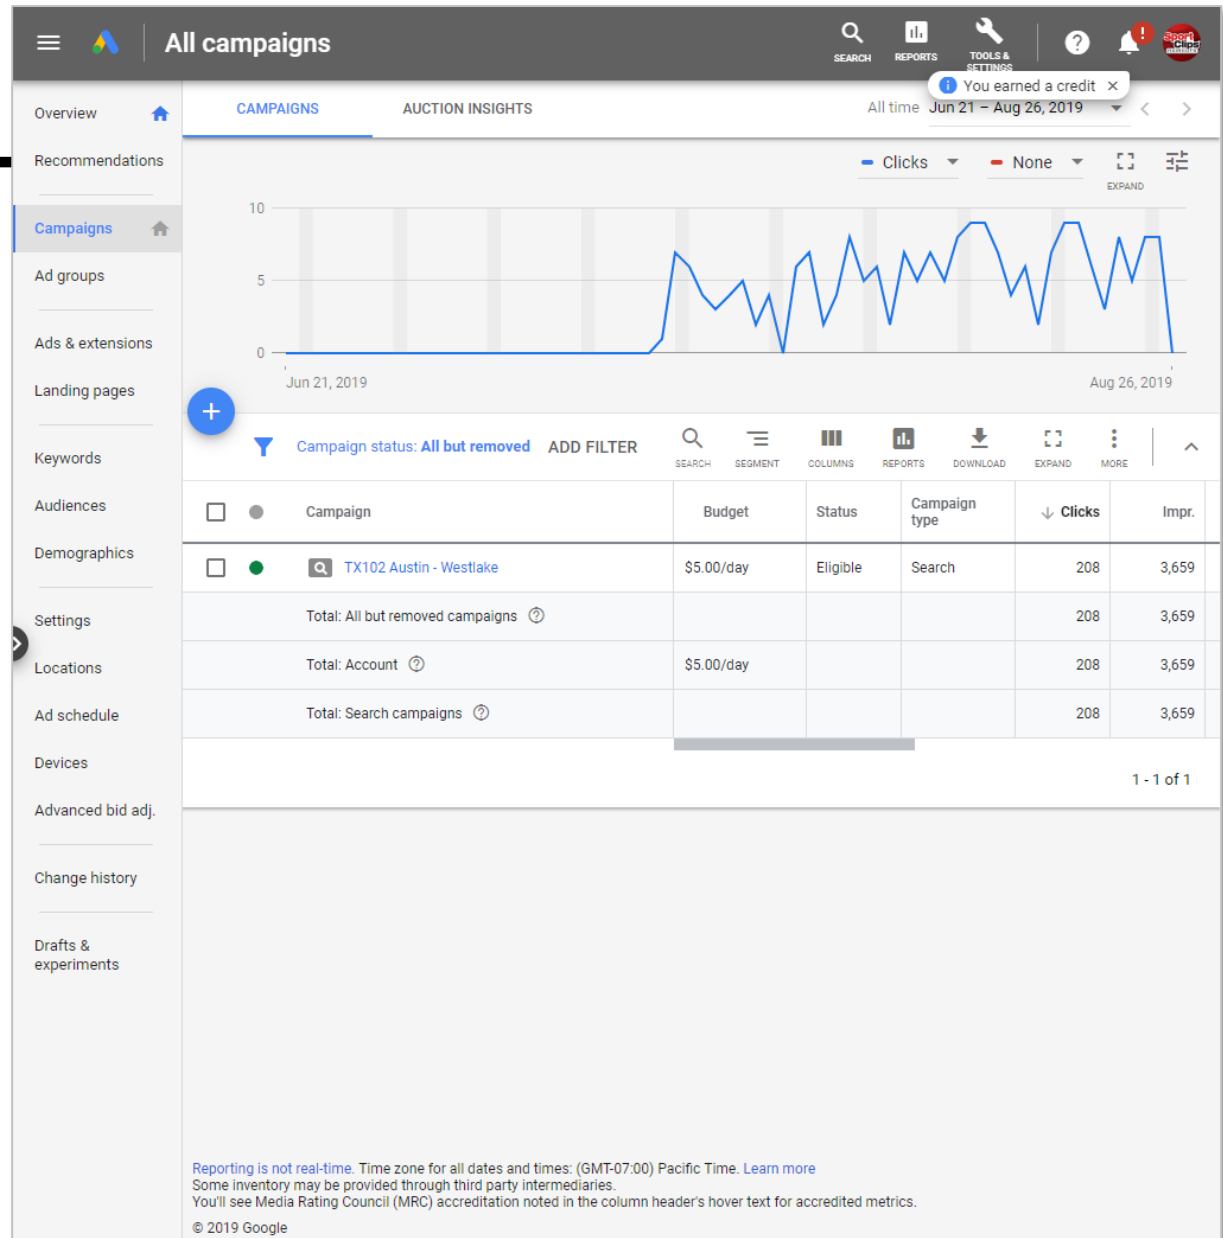 All campaigns
SEARCH
REPORTS
TOOLS &
SETTINGS
?
!
Sport
Clips
i You earned a credit ×
Overview
Recommendations
Campaigns
Ad groups
Ads & extensions
Landing pages
Keywords
Audiences
Demographics
Settings
Locations
Ad schedule
Devices
Advanced bid adj.
Change history
Drafts &
experiments
CAMPAIGNS AUCTION INSIGHTS
All time Jun 21 – Aug 26, 2019
Clicks None
EXPAND
10
5
0
Jun 21, 2019 Aug 26, 2019
+
Campaign status: All but removed ADD FILTER
SEARCH SEGMENT COLUMNS REPORTS DOWNLOAD EXPAND MORE
Campaign Budget Status Campaign type ↓ Clicks Impr.
TX102 Austin - Westlake $5.00/day Eligible Search 208 3,659
Total: All but removed campaigns ? 208 3,659
Total: Account ? $5.00/day 208 3,659
Total: Search campaigns ? 208 3,659
1 - 1 of 1
Reporting is not real-time. Time zone for all dates and times: (GMT-07:00) Pacific Time. Learn more
Some inventory may be provided through third party intermediaries.
You'll see Media Rating Council (MRC) accreditation noted in the column header's hover text for accredited metrics.
© 2019 Google